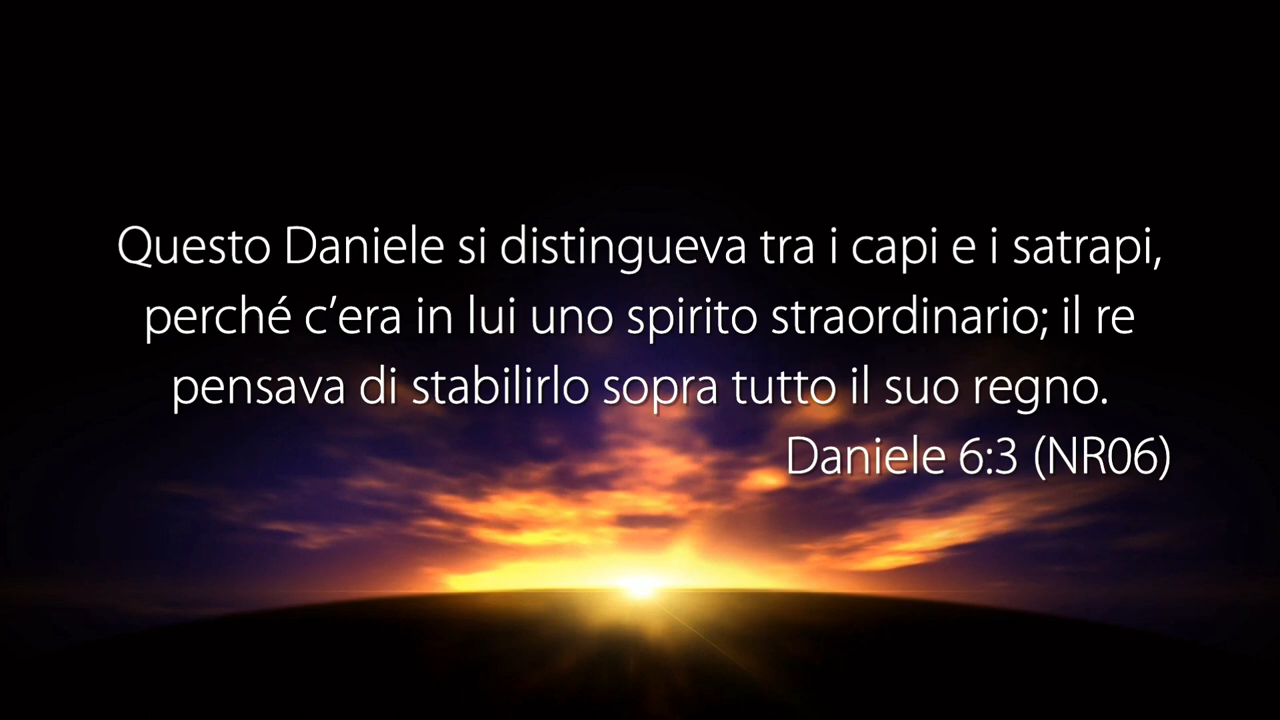 Questo Daniele si distingueva tra i capi e i satrapi,
perché c’era in lui uno spirito straordinario; il re
pensava di stabilirlo sopra tutto il suo regno.
Daniele 6:3 (NR06)